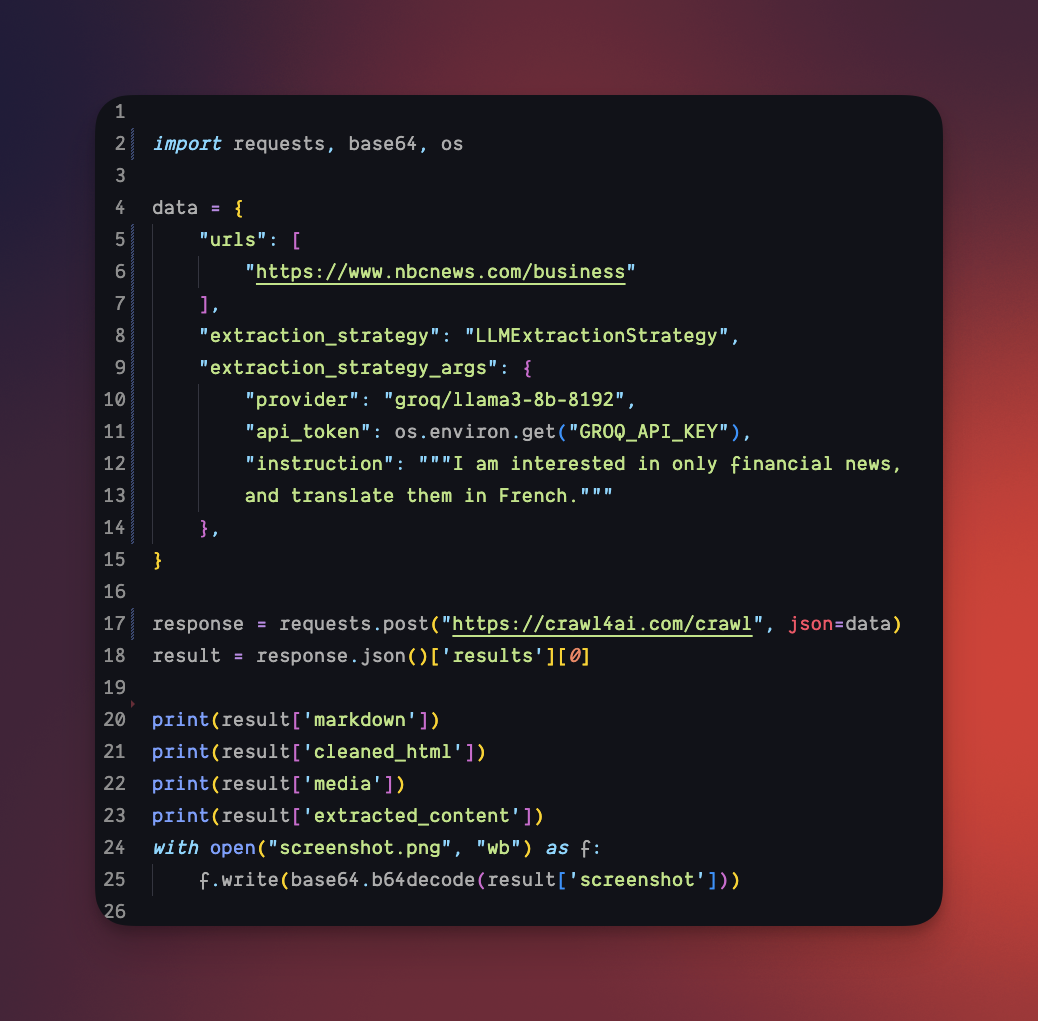 1
2 import requests, base64, os
3
4 data = {
5     "urls": [
6         "https://www.nbcnews.com/business"
7     ],
8     "extraction_strategy": "LLMExtractionStrategy",
9     "extraction_strategy_args": {
10         "provider": "groq/llama3-8b-8192",
11         "api_token": os.environ.get("GROQ_API_KEY"),
12         "instruction": """I am interested in only financial news,
13         and translate them in French."""
14     },
15 }
16
17 response = requests.post("https://crawl4ai.com/crawl", json=data)
18 result = response.json()['results'][0]
19
20 print(result['markdown'])
21 print(result['cleaned_html'])
22 print(result['media'])
23 print(result['extracted_content'])
24 with open("screenshot.png", "wb") as f:
25     f.write(base64.b64decode(result['screenshot']))
26